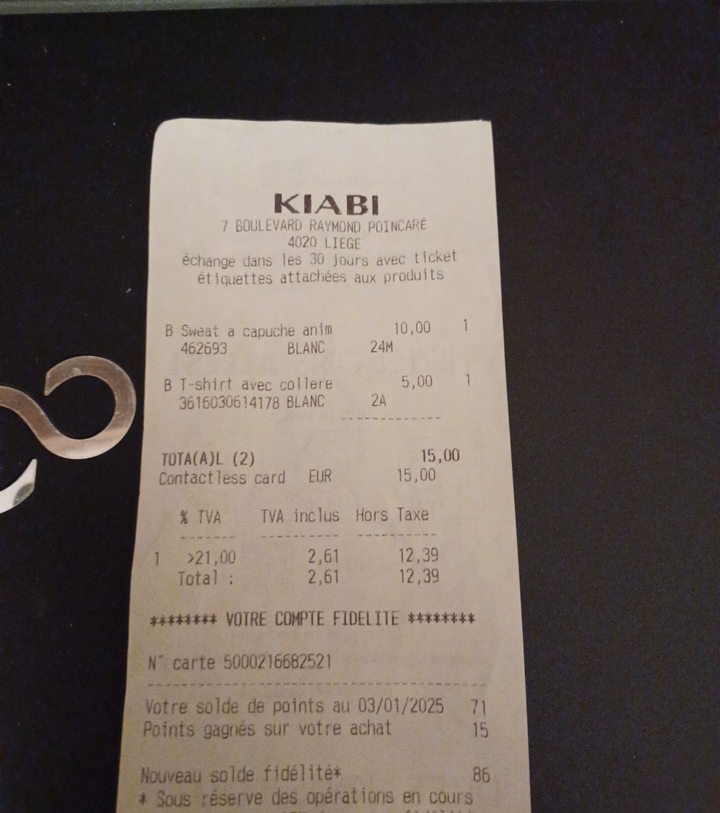 KIABI
7 BOULEVARD RAYMOND POINCARÉ
4020 LIEGE
échange dans les 30 jours avec ticket
étiquettes attachées aux produits
B Sweat a capuche anim 10,00 1
462693 BLANC 24M
B T-shirt avec collere 5,00 1
3616030614178 BLANC 2A
--------------
TOTA(A)L (2) 15,00
Contactless card EUR 15,00
% TVA TVA inclus Hors Taxe
------ ---------- -----------
1 >21,00 2,61 12,39
Total : 2,61 12,39
******** VOTRE COMPTE FIDELITE ********
N° carte 5000216682521
Votre solde de points au 03/01/2025 71
Points gagnés sur votre achat 15
Nouveau solde fidélité* 86
* Sous réserve des opérations en cours